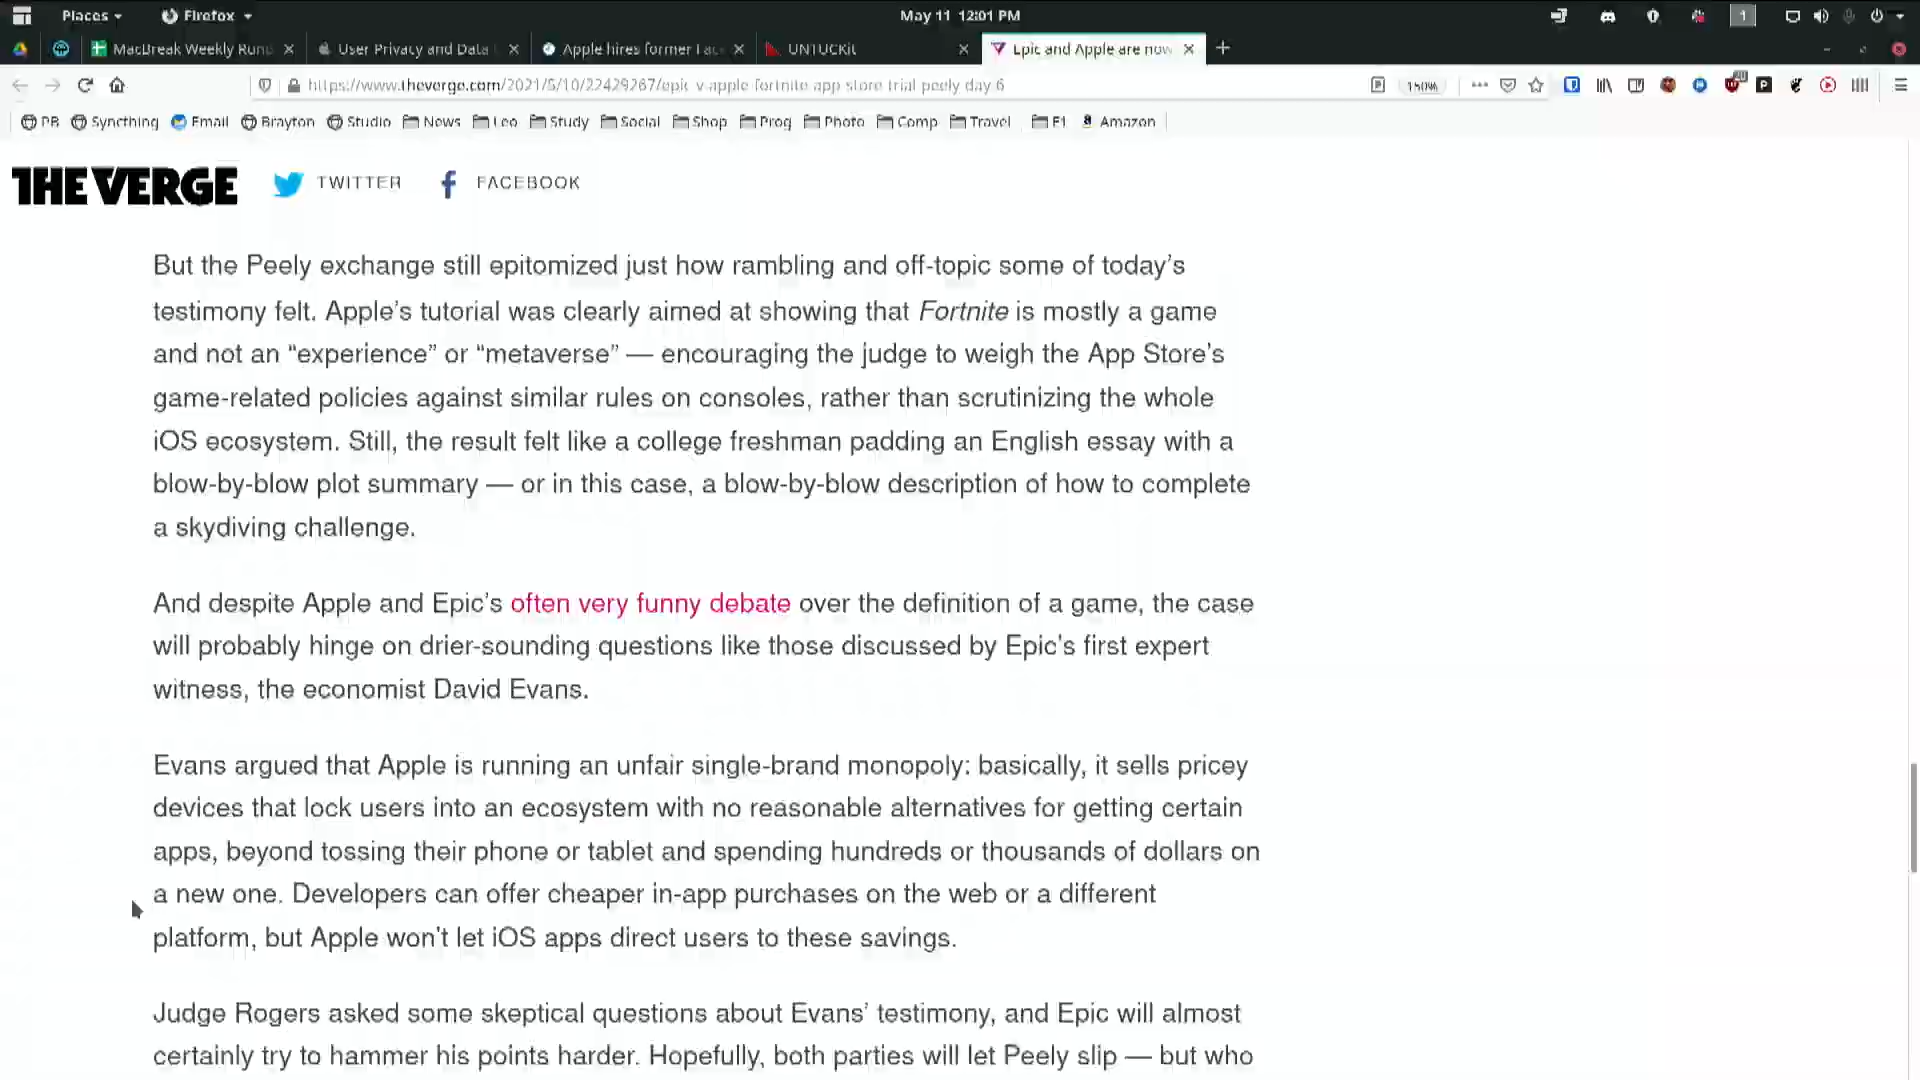 Places Firefox May 11 12:01 PM 1
MacBreak Weekly Run User Privacy and Data Apple hires former UNTUCKit Epic and Apple are now
https://www.theverge.com/2021/5/10/22429267/epic-v-apple-fortnite-app-store-trial-peely-day-6 150%
PB Syncthing Email Brayton Studio News Leo Study Social Shop Prog Photo Comp Travel F1 Amazon
THE VERGE TWITTER FACEBOOK
But the Peely exchange still epitomized just how rambling and off-topic some of today’s
testimony felt. Apple’s tutorial was clearly aimed at showing that Fortnite is mostly a game
and not an “experience” or “metaverse” — encouraging the judge to weigh the App Store’s
game-related policies against similar rules on consoles, rather than scrutinizing the whole
iOS ecosystem. Still, the result felt like a college freshman padding an English essay with a
blow-by-blow plot summary — or in this case, a blow-by-blow description of how to complete
a skydiving challenge.
And despite Apple and Epic’s often very funny debate over the definition of a game, the case
will probably hinge on drier-sounding questions like those discussed by Epic’s first expert
witness, the economist David Evans.
Evans argued that Apple is running an unfair single-brand monopoly: basically, it sells pricey
devices that lock users into an ecosystem with no reasonable alternatives for getting certain
apps, beyond tossing their phone or tablet and spending hundreds or thousands of dollars on
a new one. Developers can offer cheaper in-app purchases on the web or a different
platform, but Apple won’t let iOS apps direct users to these savings.
Judge Rogers asked some skeptical questions about Evans’ testimony, and Epic will almost
certainly try to hammer his points harder. Hopefully, both parties will let Peely slip — but who